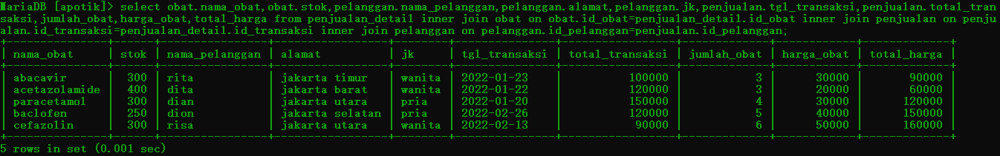 MariaDB [apotik]> select obat.nama_obat,obat.stok,pelanggan.nama_pelanggan,pelanggan.alamat,pelanggan.jk,penjualan.tgl_transaksi,penjualan.total_tran
saksi,jumlah_obat,harga_obat,total_harga from penjualan_detail inner join obat on obat.id_obat=penjualan_detail.id_obat inner join penjualan on penju
alan.id_transaksi=penjualan_detail.id_transaksi inner join pelanggan on pelanggan.id_pelanggan=penjualan.id_pelanggan;
+---------------+------+----------------+-----------------+--------+---------------+-----------------+-------------+------------+-------------+
| nama_obat     | stok | nama_pelanggan | alamat          | jk     | tgl_transaksi | total_transaksi | jumlah_obat | harga_obat | total_harga |
+---------------+------+----------------+-----------------+--------+---------------+-----------------+-------------+------------+-------------+
| abacavir      |  300 | rita           | jakarta timur   | wanita | 2022-01-23    |          100000 |           3 |      30000 |       90000 |
| acetazolamide |  400 | dita           | jakarta barat   | wanita | 2022-01-22    |          120000 |           3 |      20000 |       60000 |
| paracetamol   |  300 | dian           | jakarta utara   | pria   | 2022-01-20    |          150000 |           4 |      30000 |      120000 |
| baclofen      |  250 | dion           | jakarta selatan | pria   | 2022-02-26    |          120000 |           5 |      40000 |      150000 |
| cefazolin     |  300 | risa           | jakarta utara   | wanita | 2022-02-13    |           90000 |           6 |      50000 |      160000 |
+---------------+------+----------------+-----------------+--------+---------------+-----------------+-------------+------------+-------------+
5 rows in set (0.001 sec)